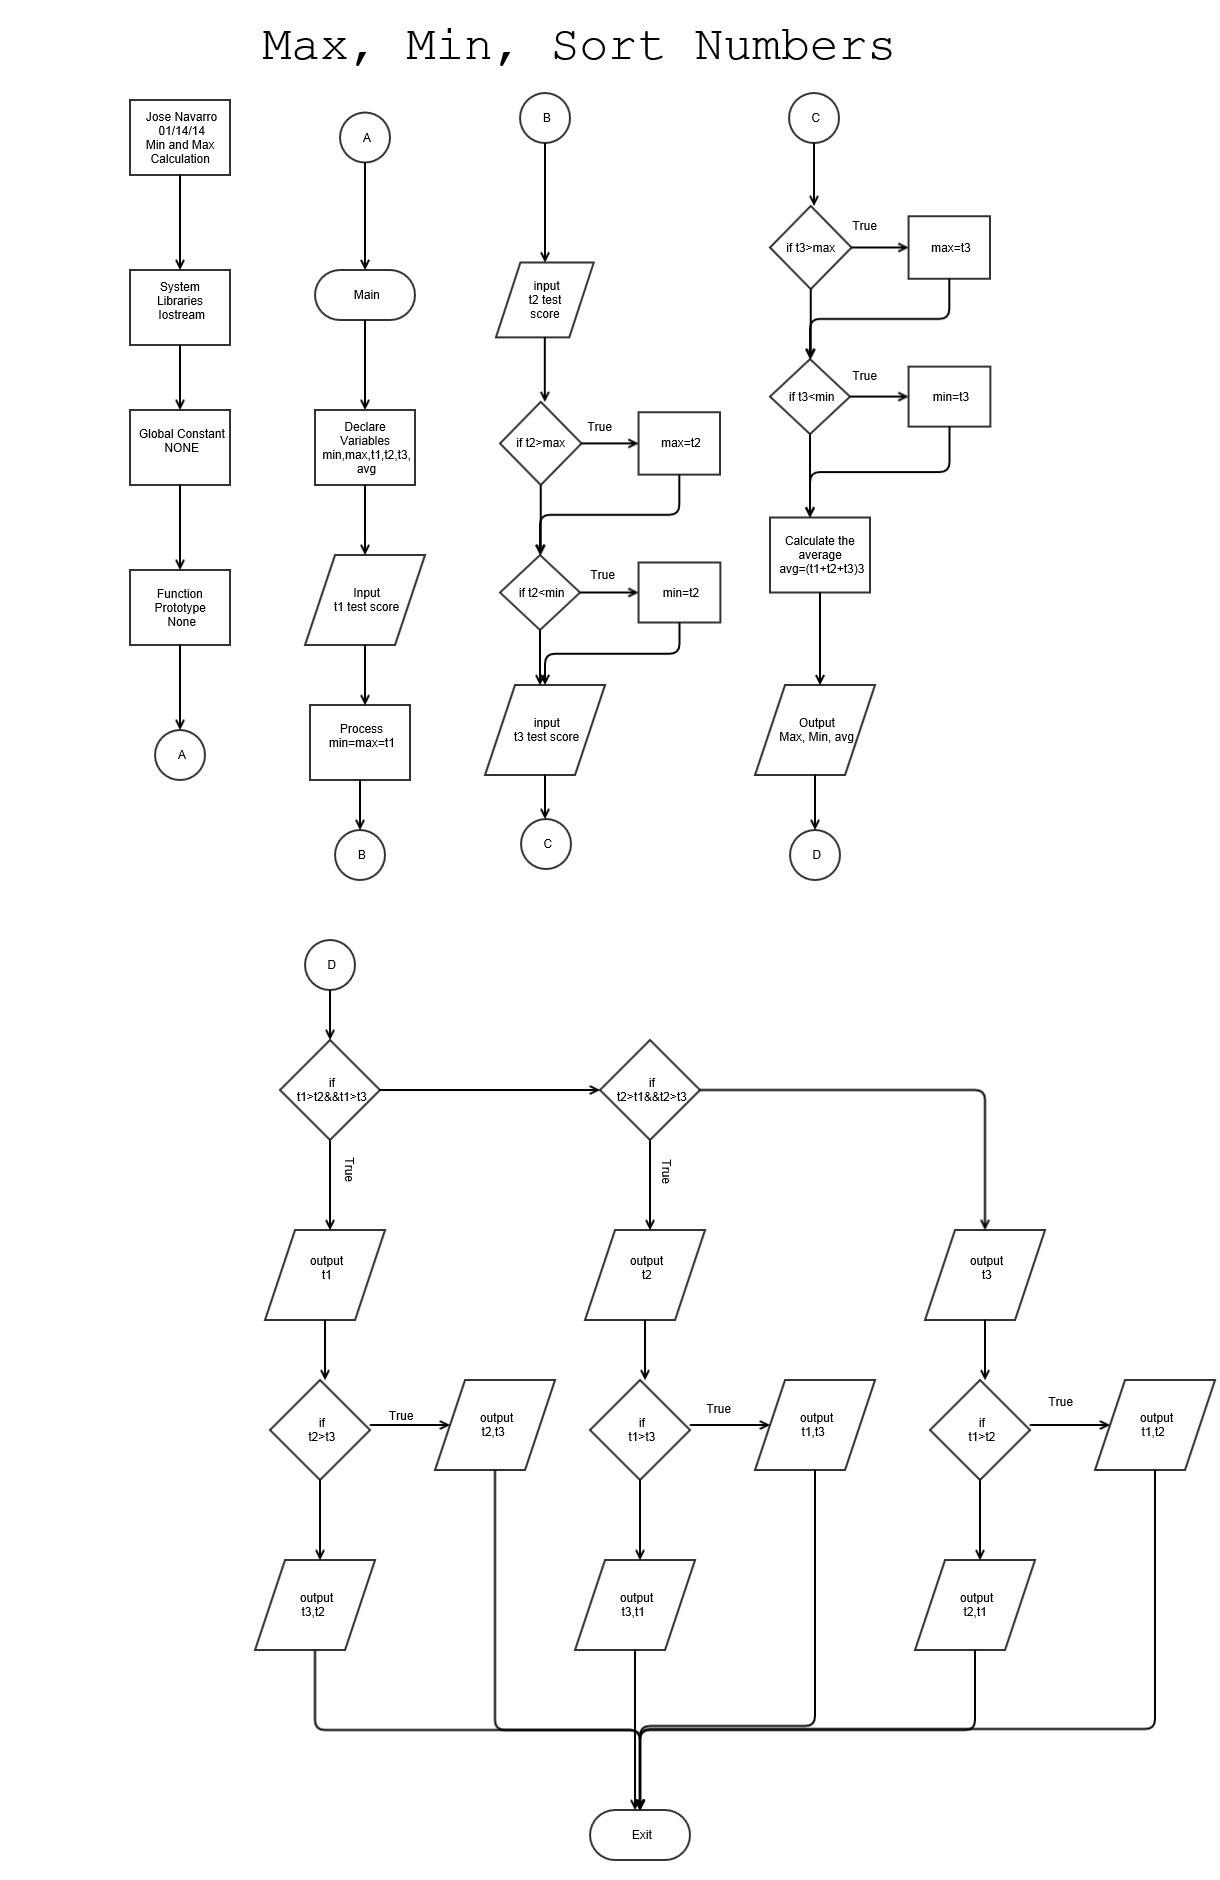 Max, Min, Sort Numbers
Jose Navarro
01/14/14
Min and Max
Calculation
System
Libraries
Iostream
Global Constant
NONE
Function
Prototype
None
A
A
Main
Declare
Variables
min,max,t1,t2,t3,
avg
Input
t1 test score
Process
min=max=t1
B
B
input
t2 test
score
if t2>max
True
max=t2
if t2<min
True
min=t2
input
t3 test score
C
C
if t3>max
True
max=t3
if t3<min
True
min=t3
Calculate the
average
avg=(t1+t2+t3)3
Output
Max, Min, avg
D
D
if
t1>t2&&t1>t3
if
t2>t1&&t2>t3
True
True
output
t1
output
t2
output
t3
if
t2>t3
True
output
t2,t3
if
t1>t3
True
output
t1,t3
if
t1>t2
True
output
t1,t2
output
t3,t2
output
t3,t1
output
t2,t1
Exit